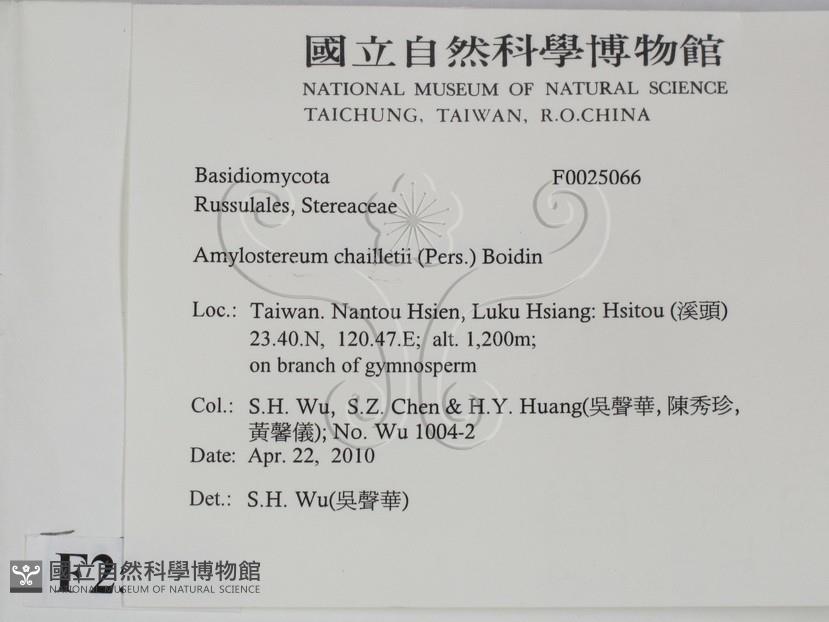 國立自然科學博物館
NATIONAL MUSEUM OF NATURAL SCIENCE
TAICHUNG, TAIWAN, R.O.CHINA
Basidiomycota F0025066
Russulales, Stereaceae
Amylostereum chailletii (Pers.) Boidin
Loc.: Taiwan. Nantou Hsien, Luku Hsiang: Hsitou (溪頭)
23.40.N, 120.47.E; alt. 1,200m;
on branch of gymnosperm
Col.: S.H. Wu, S.Z. Chen & H.Y. Huang(吳聲華, 陳秀珍,
黃馨儀); No. Wu 1004-2
Date: Apr. 22, 2010
Det.: S.H. Wu(吳聲華)
F2
國立自然科學博物館
NATIONAL MUSEUM OF NATURAL SCIENCE